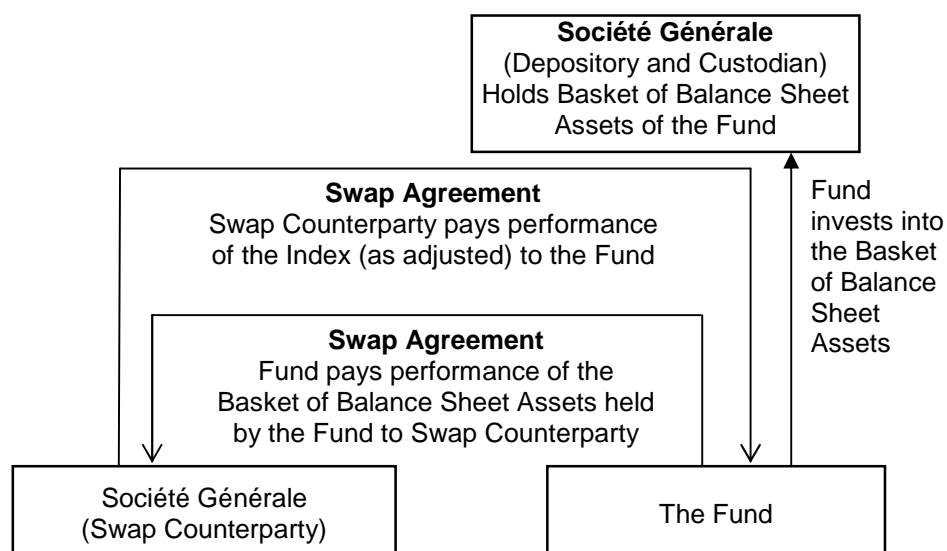 Société Générale
(Depository and Custodian)
Holds Basket of Balance Sheet
Assets of the Fund
Swap Agreement
Swap Counterparty pays performance
of the Index (as adjusted) to the Fund
Fund
invests into
the Basket
of Balance
Sheet
Assets
Swap Agreement
Fund pays performance of the
Basket of Balance Sheet Assets held
by the Fund to Swap Counterparty
Société Générale
(Swap Counterparty)
The Fund